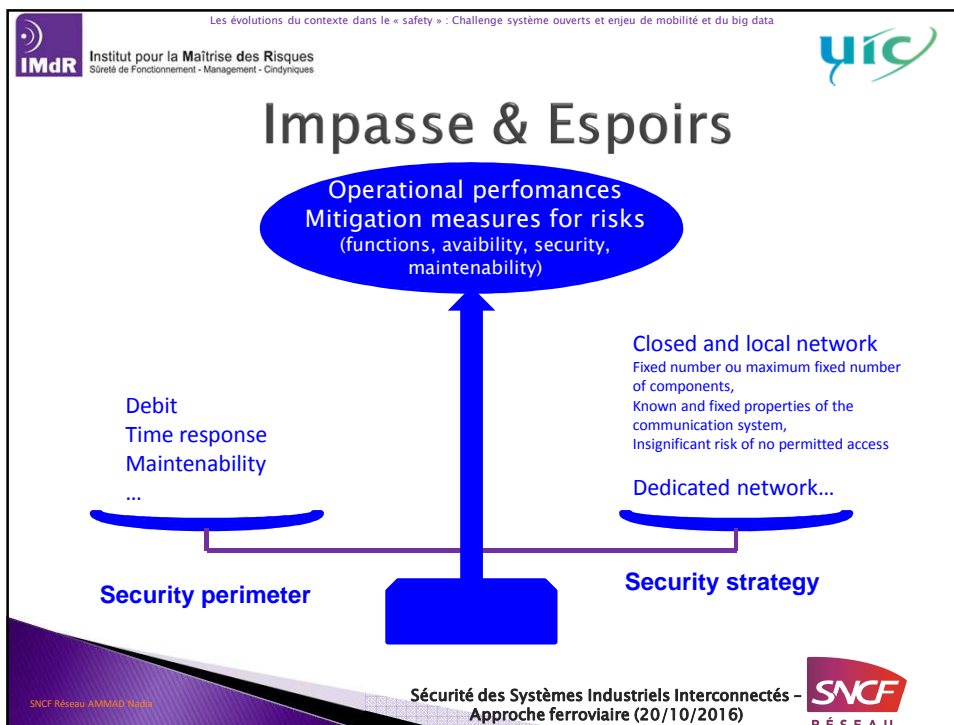 Les évolutions du contexte dans le « safety » : Challenge système ouverts et enjeu de mobilité et du big data
IMdR
Institut pour la Maîtrise des Risques
Sûreté de Fonctionnement - Management - Cindyniques
uic
Impasse & Espoirs
Operational perfomances
Mitigation measures for risks
(functions, avaibility, security,
maintenability)
Debit
Time response
Maintenability
...
Closed and local network
Fixed number ou maximum fixed number
of components,
Known and fixed properties of the
communication system,
Insignificant risk of no permitted access
Dedicated network...
Security perimeter
Security strategy
SNCF Réseau AMMAD Nadia
Sécurité des Systèmes Industriels Interconnectés –
Approche ferroviaire (20/10/2016)
SNCF
RÉSEAU